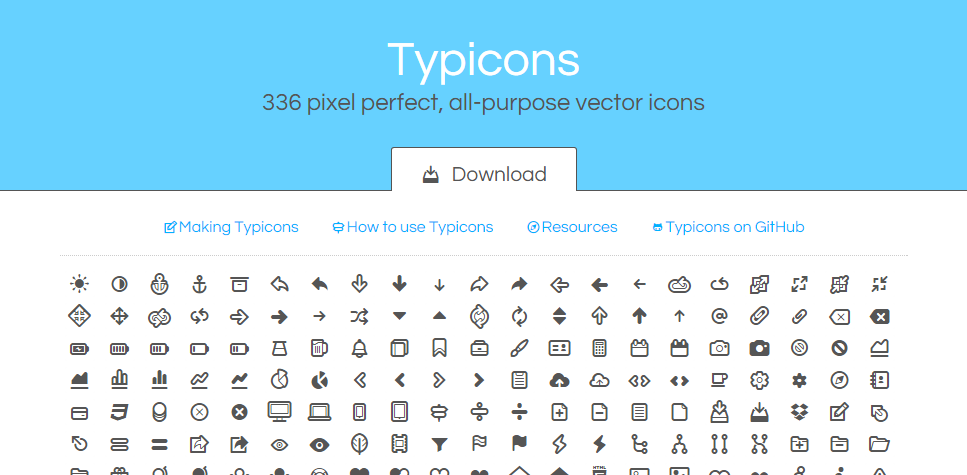 Typicons
336 pixel perfect, all-purpose vector icons
Download
Making Typicons How to use Typicons Resources Typicons on GitHub
HTML